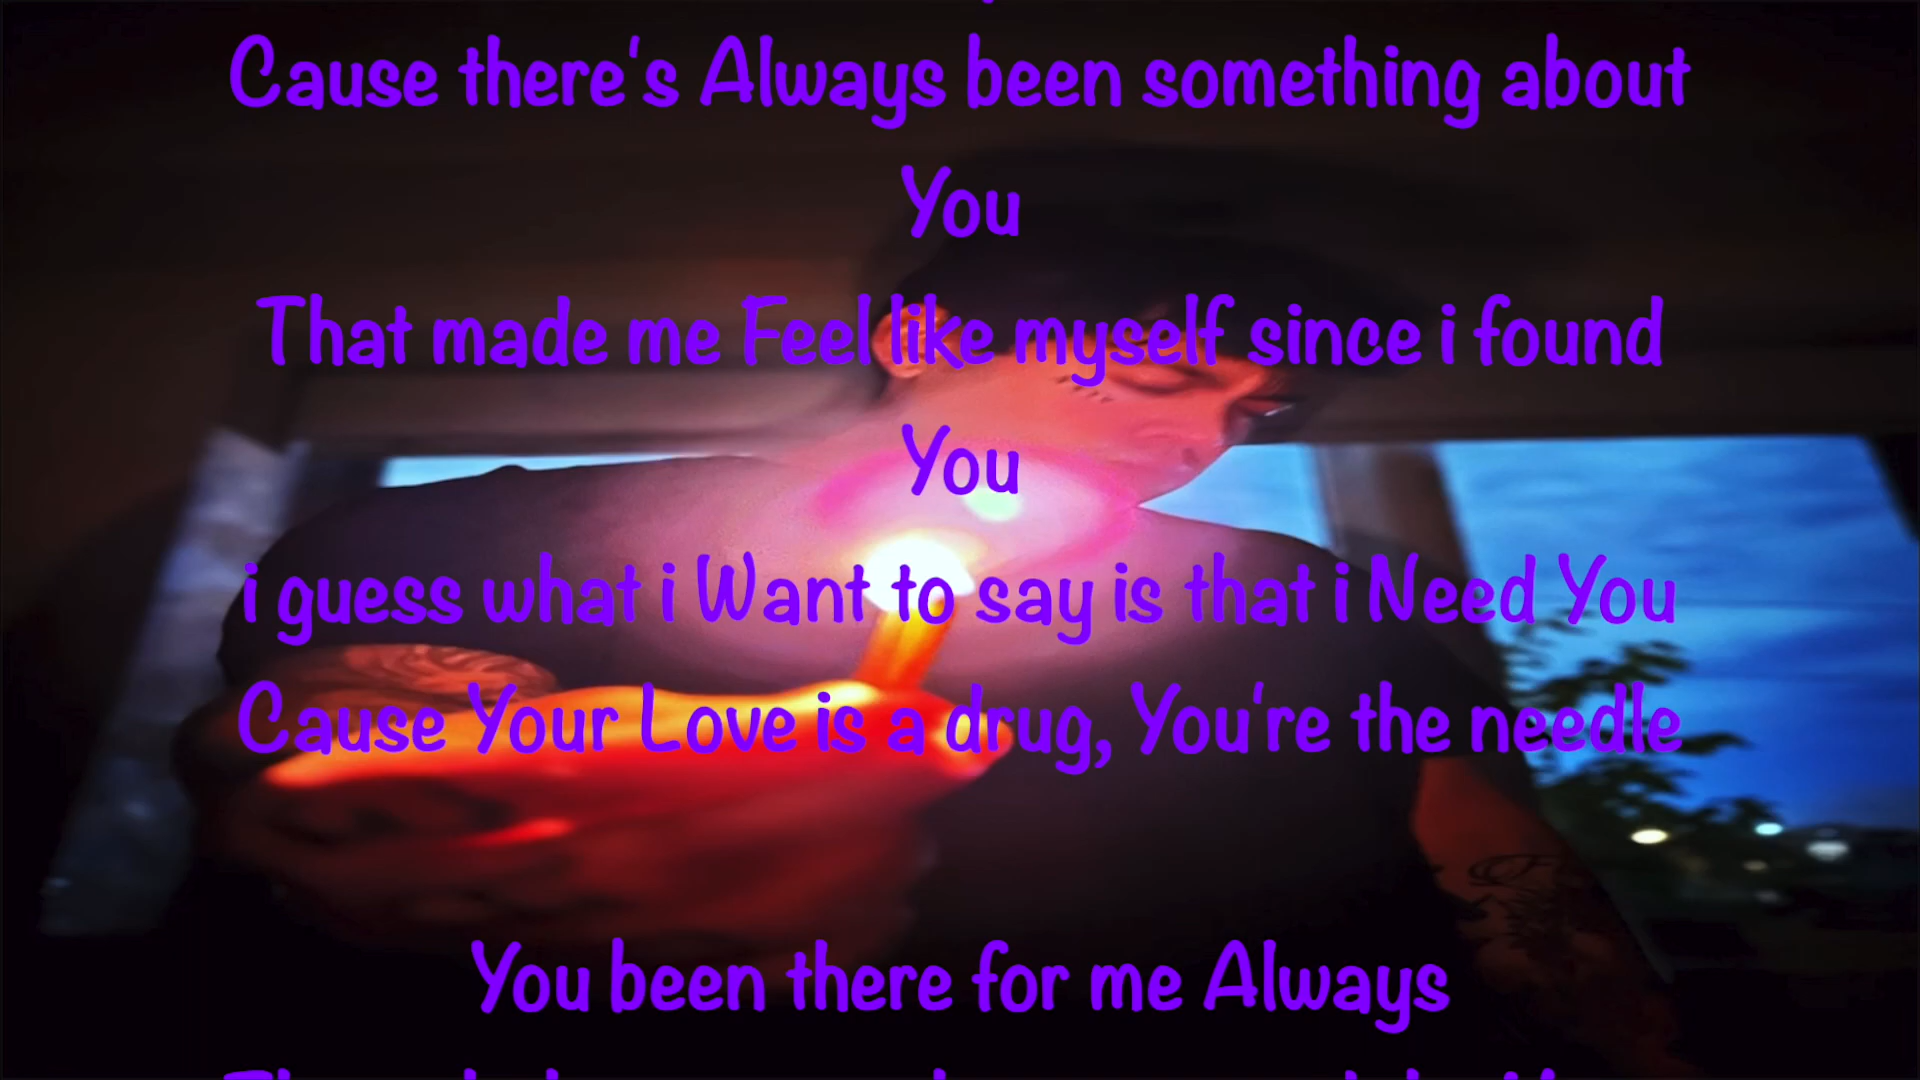 Cause there's Always been something about
You
That made me Feel like myself since i found
You
i guess what i Want to say is that i Need You
Cause Your Love is a drug, You're the needle
You been there for me Always